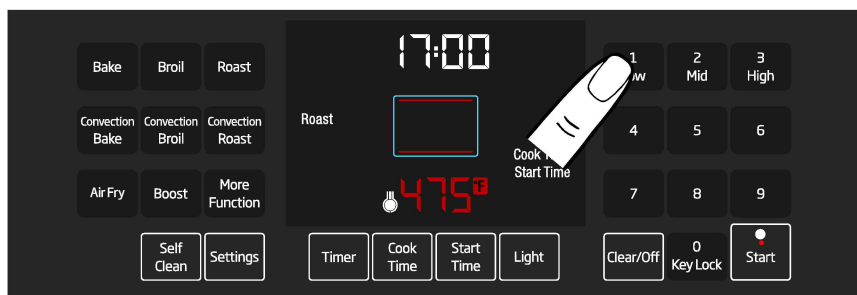 Bake
Broil
Roast
Convection
Bake
Convection
Broil
Convection
Roast
Air Fry
Boost
More
Function
Self
Clean
Settings
17:00
Roast
Cook
Start Time
475°F
Timer
Cook
Time
Start
Time
Light
1
2
Mid
3
High
4
5
6
7
8
9
Clear/Off
0
Key Lock
Start